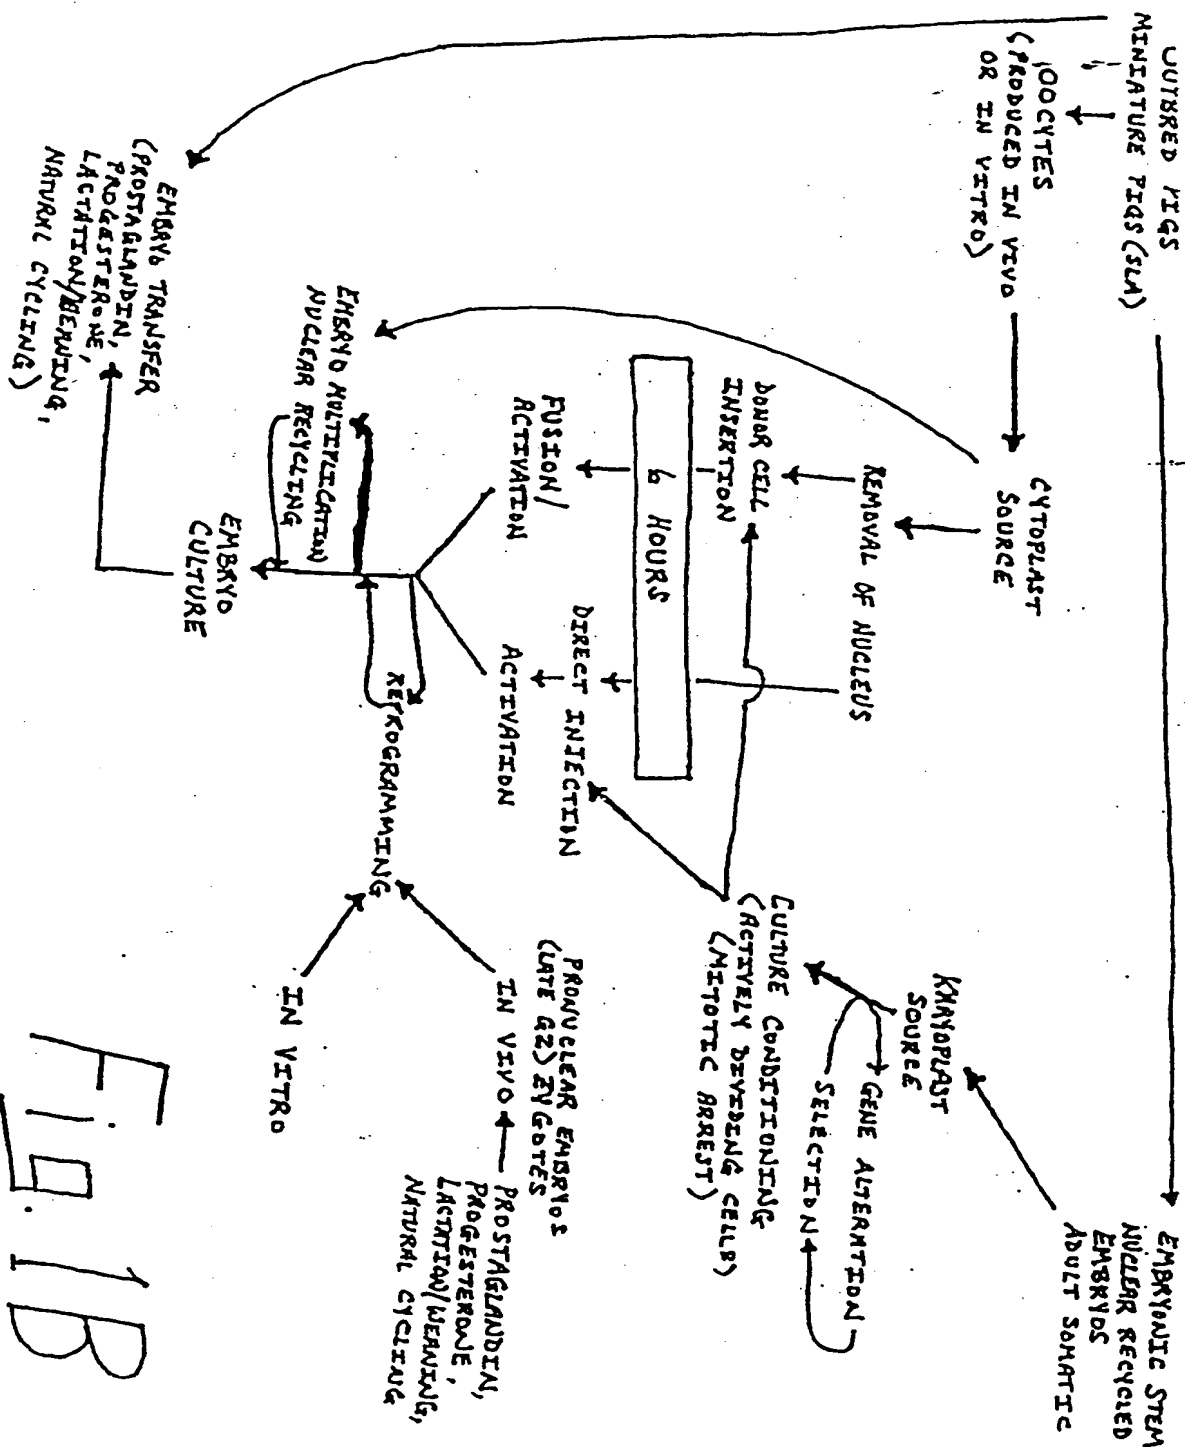 OUTBRED PIGS
MINIATURE PIGS (SLA)
OOCYTES
(PRODUCED IN VIVO
OR IN VITRO)
CYTOPLAST
SOURCE
EMBRYONIC STEM
NUCLEAR RECYCLED
EMBRYOS
ADULT SOMATIC
KARYOPLAST
SOURCE
GENE ALTERATION
SELECTION
REMOVAL OF NUCLEUS
CULTURE CONDITIONING
(ACTIVELY DIVIDING CELLS)
(MITOTIC ARREST)
DONOR CELL
INSERTION
6 HOURS
DIRECT INJECTION
FUSION/
ACTIVATION
ACTIVATION
PRONUCLEAR EMBRYOS
(LATE G2) ZYGOTES
IN VIVO
PROSTAGLANDIN,
PROGESTERONE,
LACTATION/WEANING,
NATURAL CYCLING
REPROGRAMMING
IN VITRO
EMBRYO MULTIPLICATION
NUCLEAR RECYCLING
EMBRYO
CULTURE
EMBRYO TRANSFER
(PROSTAGLANDIN,
PROGESTERONE,
LACTATION/WEANING,
NATURAL CYCLING)
Fig. 1B